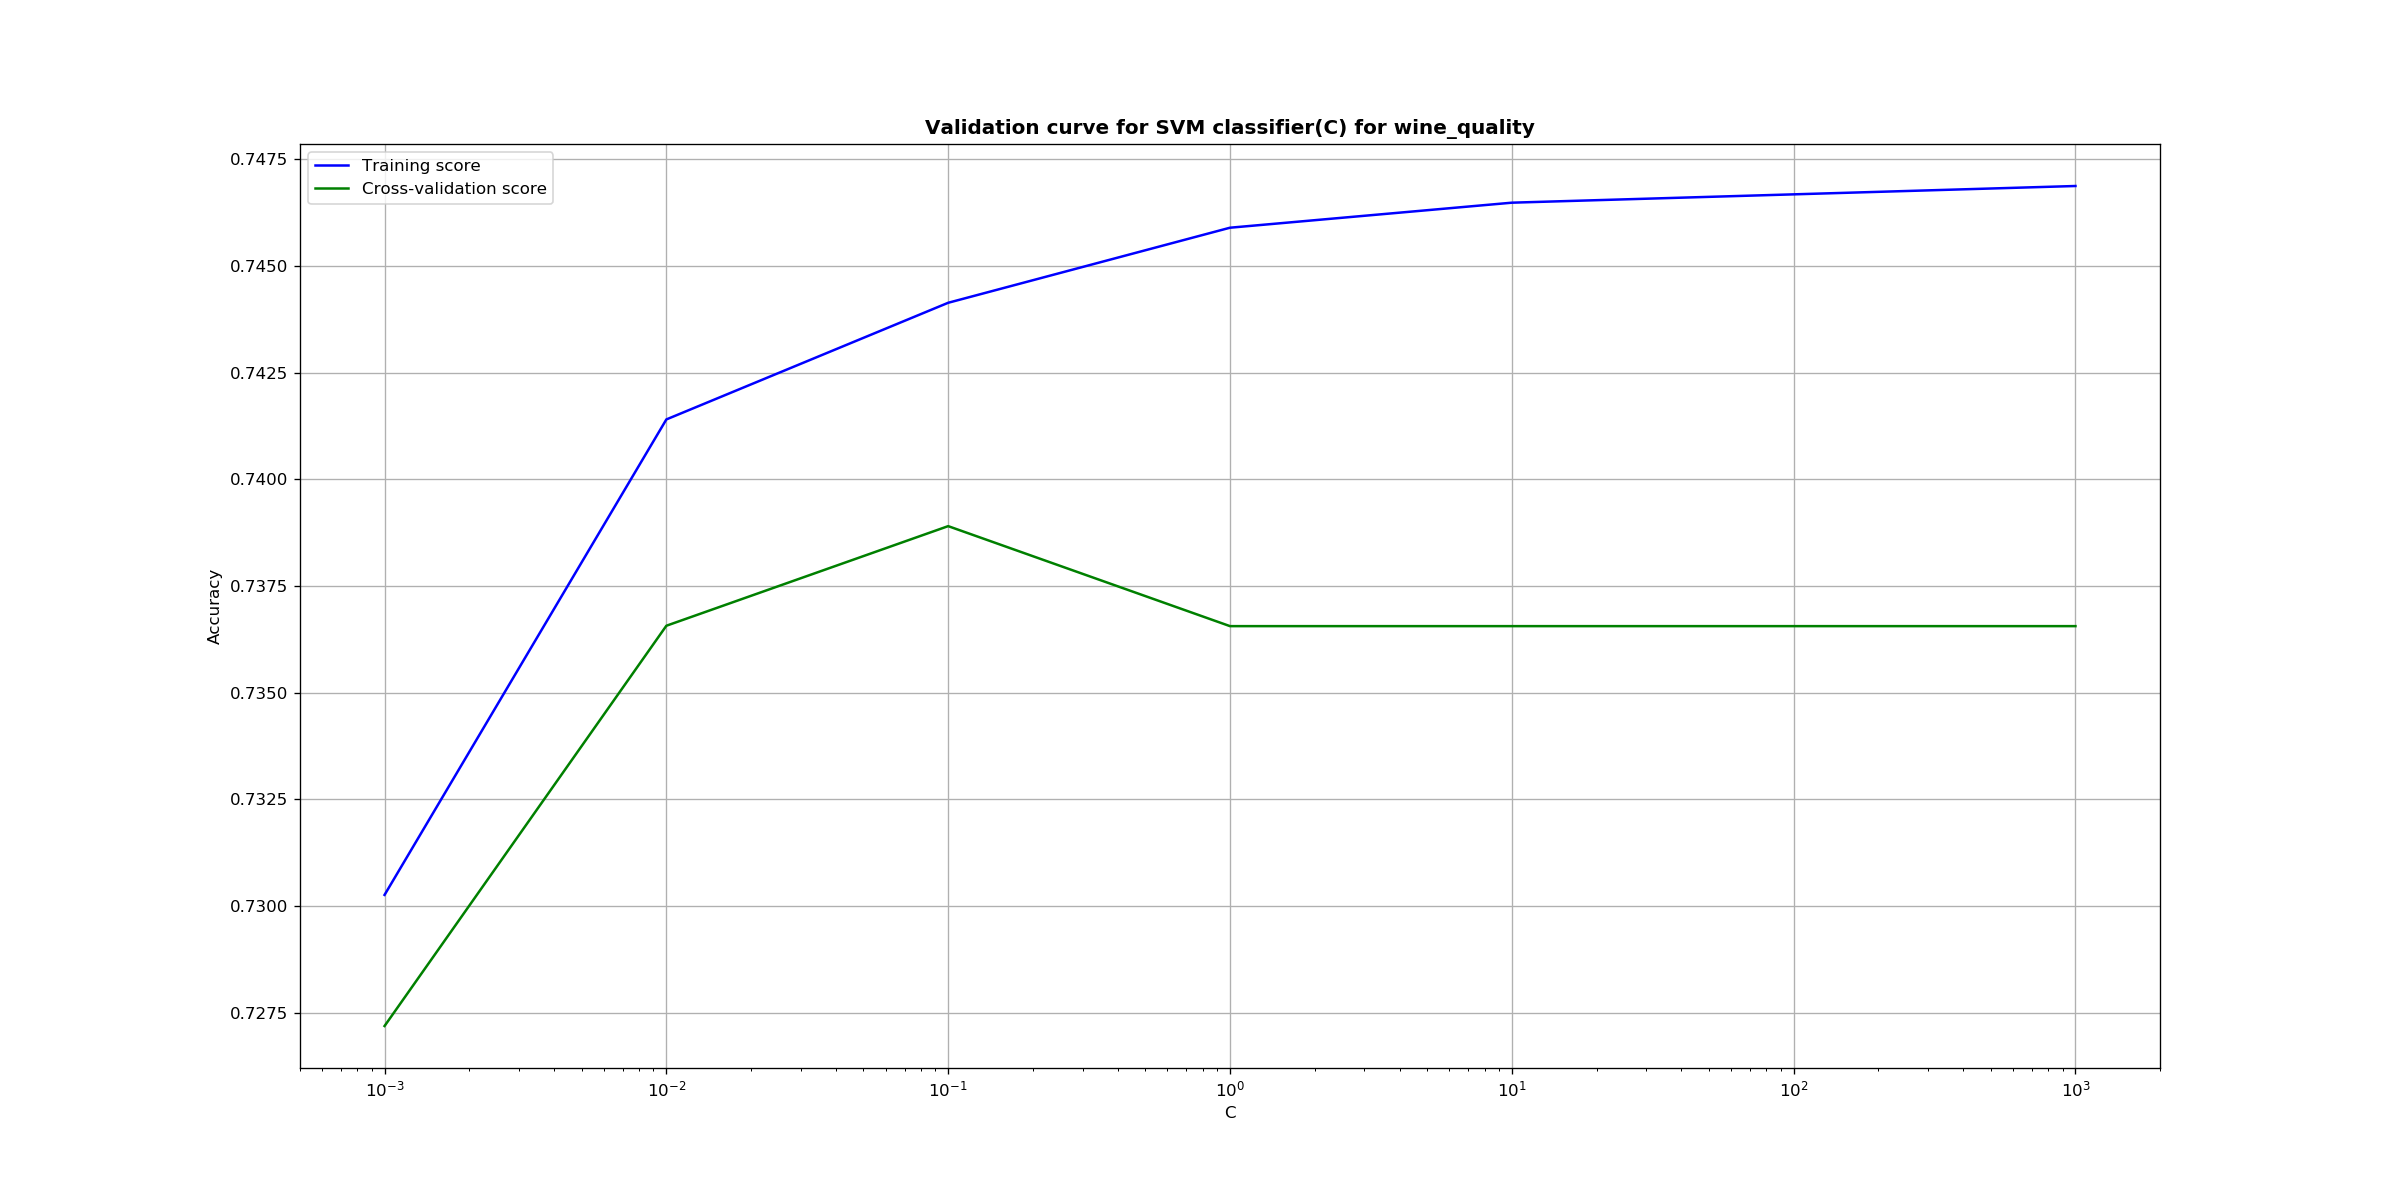 Validation curve for SVM classifier(C) for wine_quality
Training score
Cross-validation score
0.7475
0.7450
0.7425
0.7400
0.7375
0.7350
0.7325
0.7300
0.7275
Accuracy
10⁻³ 10⁻² 10⁻¹ 10⁰ 10¹ 10² 10³
C